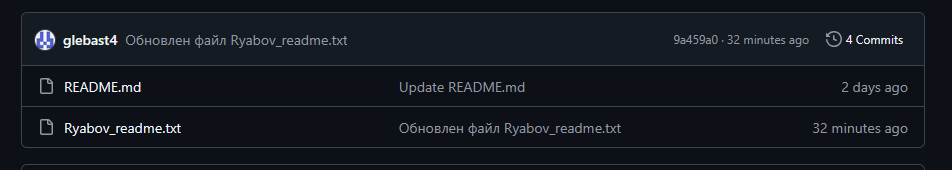 glebast4 Обновлен файл Ryabov_readme.txt 9a459a0 · 32 minutes ago 4 Commits
README.md Update README.md 2 days ago
Ryabov_readme.txt Обновлен файл Ryabov_readme.txt 32 minutes ago